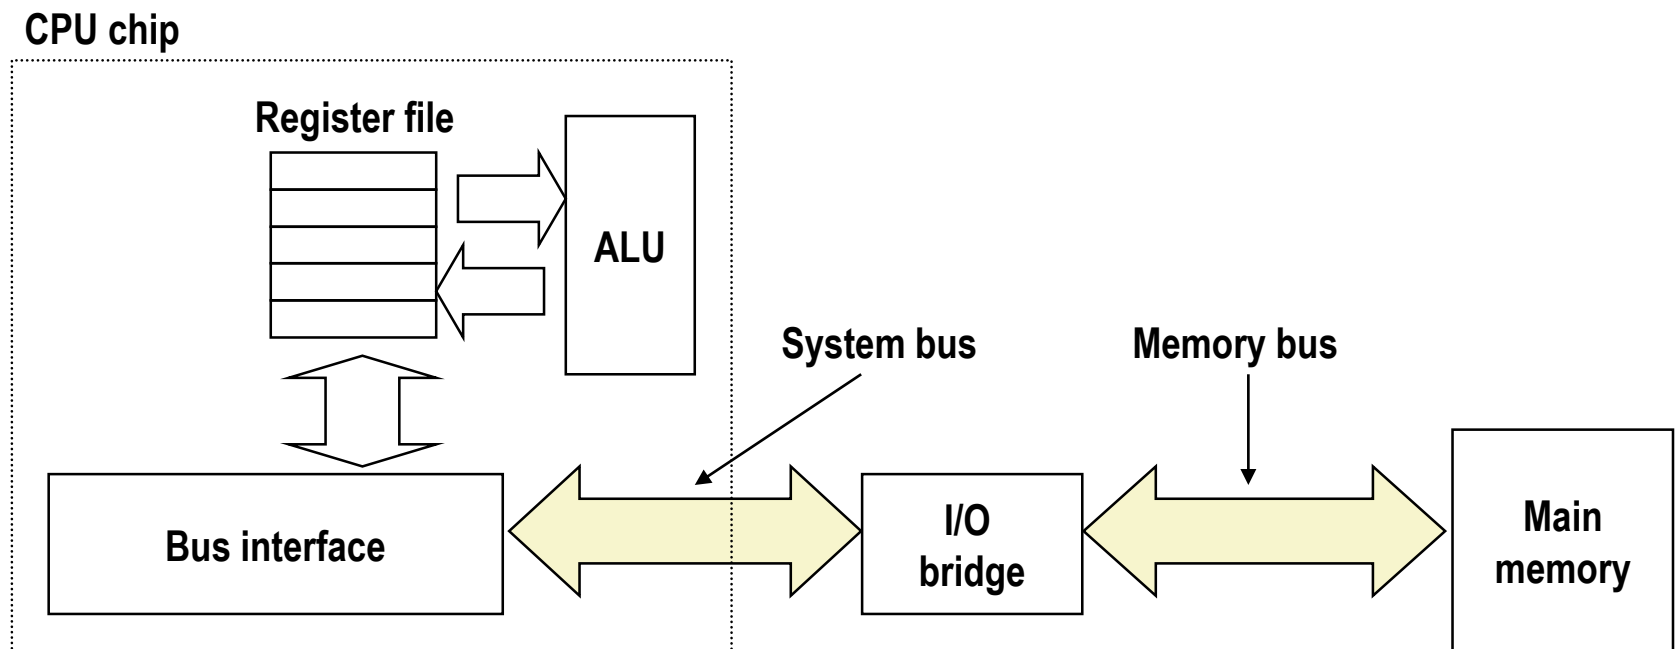 CPU chip
Register file
ALU
System bus
Memory bus
Bus interface
I/O
bridge
Main
memory